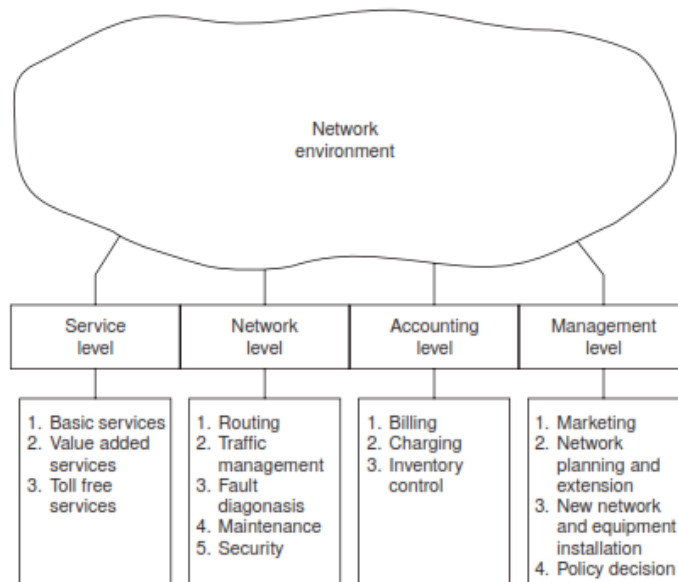 Network
environment
Service
level
Network
level
Accounting
level
Management
level
1. Basic services
2. Value added
services
3. Toll free
services
1. Routing
2. Traffic
management
3. Fault
diagonasis
4. Maintenance
5. Security
1. Billing
2. Charging
3. Inventory
control
1. Marketing
2. Network
planning and
extension
3. New network
and equipment
installation
4. Policy decision